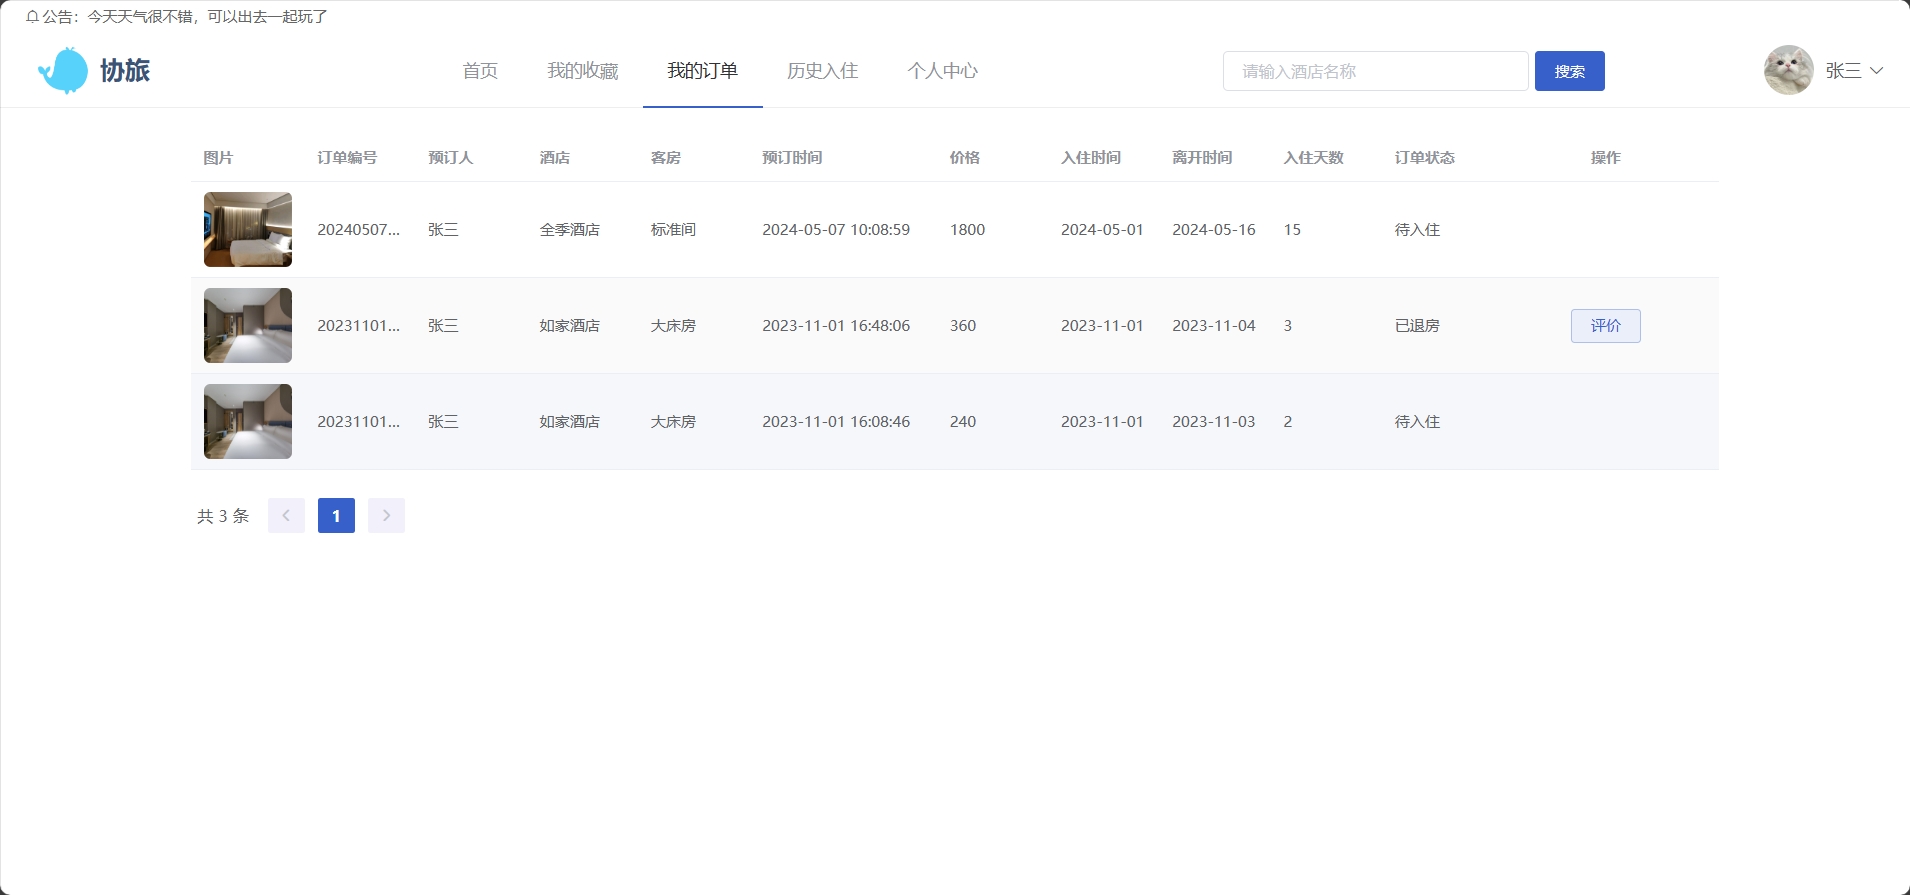 公告：今天天气很不错，可以出去一起玩了
协旅 首页 我的收藏 我的订单 历史入住 个人中心 请输入酒店名称 搜索 张三
图片 订单编号 预订人 酒店 客房 预订时间 价格 入住时间 离开时间 入住天数 订单状态 操作
20240507... 张三 全季酒店 标准间 2024-05-07 10:08:59 1800 2024-05-01 2024-05-16 15 待入住
20231101... 张三 如家酒店 大床房 2023-11-01 16:48:06 360 2023-11-01 2023-11-04 3 已退房 评价
20231101... 张三 如家酒店 大床房 2023-11-01 16:08:46 240 2023-11-01 2023-11-03 2 待入住
共 3 条 1